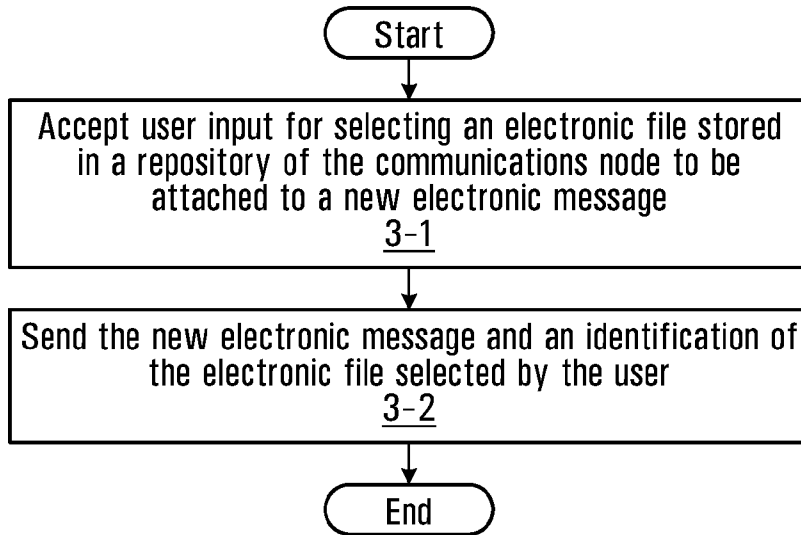 Start
Accept user input for selecting an electronic file stored
in a repository of the communications node to be
attached to a new electronic message
3-1
Send the new electronic message and an identification of
the electronic file selected by the user
3-2
End